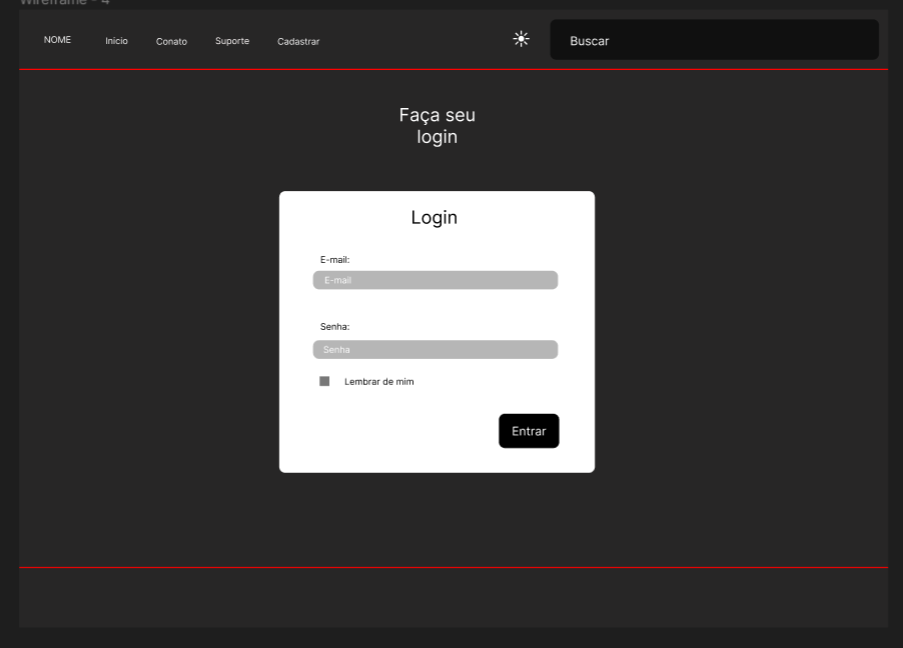 Wireframe - 4
NOME Inicio Conato Suporte Cadastrar Buscar
Faça seu
login
Login
E-mail:
E-mail
Senha:
Senha
Lembrar de mim
Entrar